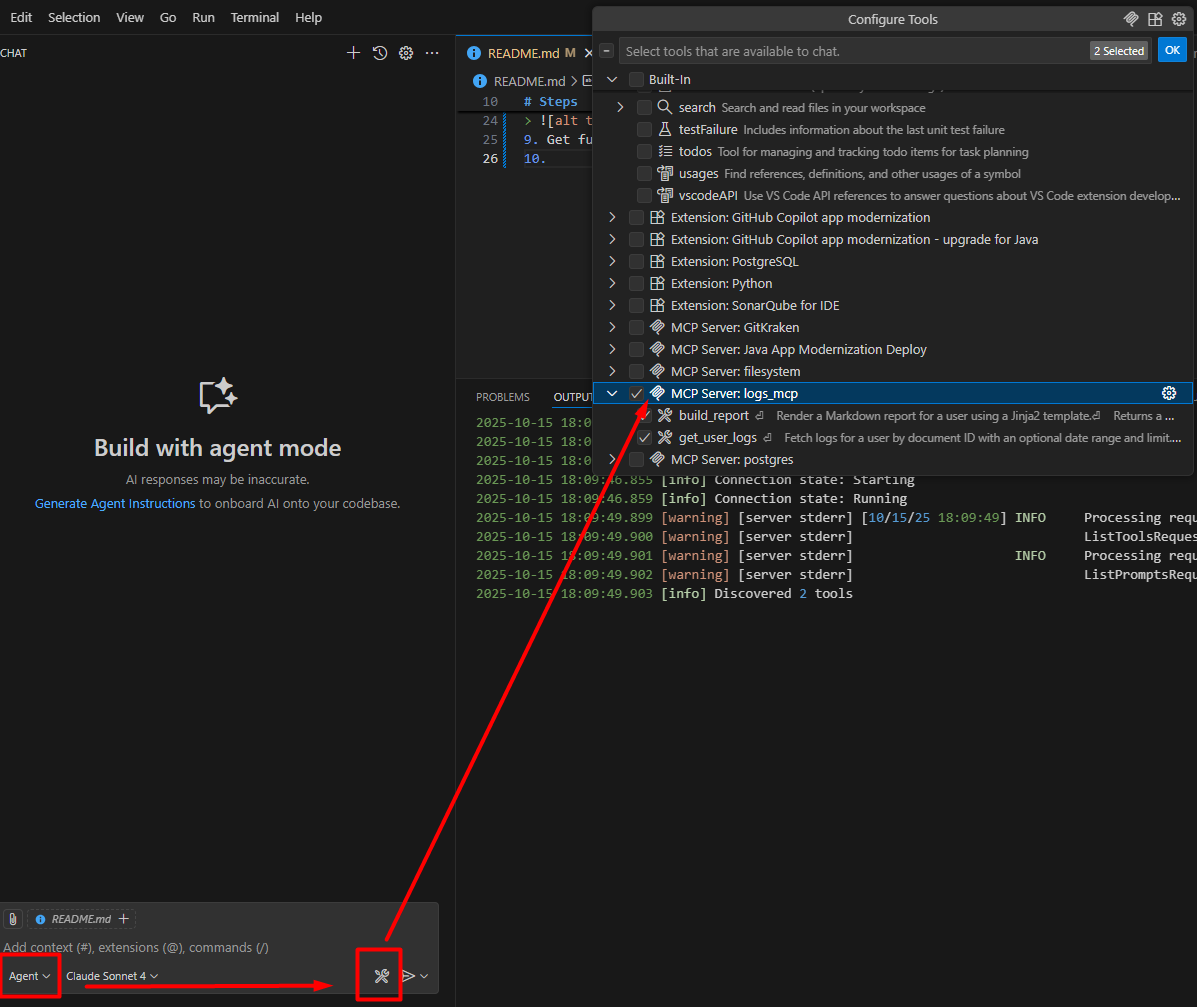 Edit Selection View Go Run Terminal Help
CHAT
README.md M
README.md
10 # Steps
24 > ![alt t
25 9. Get fu
26 10.
Configure Tools
Select tools that are available to chat.
2 Selected
OK
Built-In
search Search and read files in your workspace
testFailure Includes information about the last unit test failure
todos Tool for managing and tracking todo items for task planning
usages Find references, definitions, and other usages of a symbol
vscodeAPI Use VS Code API references to answer questions about VS Code extension develop...
Extension: GitHub Copilot app modernization
Extension: GitHub Copilot app modernization - upgrade for Java
Extension: PostgreSQL
Extension: Python
Extension: SonarQube for IDE
MCP Server: GitKraken
MCP Server: Java App Modernization Deploy
MCP Server: filesystem
MCP Server: logs_mcp
build_report ⏎ Render a Markdown report for a user using a Jinja2 template.⏎ Returns a ...
get_user_logs ⏎ Fetch logs for a user by document ID with an optional date range and limit....
MCP Server: postgres
PROBLEMS OUTPU
2025-10-15 18:0
2025-10-15 18:0
2025-10-15 18:0
2025-10-15 18:09:46.855 [info] Connection state: Starting
2025-10-15 18:09:46.859 [info] Connection state: Running
2025-10-15 18:09:49.899 [warning] [server stderr] [10/15/25 18:09:49] INFO Processing requ
2025-10-15 18:09:49.900 [warning] [server stderr] ListToolsReques
2025-10-15 18:09:49.901 [warning] [server stderr] INFO Processing requ
2025-10-15 18:09:49.902 [warning] [server stderr] ListPromptsRequ
2025-10-15 18:09:49.903 [info] Discovered 2 tools
Build with agent mode
AI responses may be inaccurate.
Generate Agent Instructions to onboard AI onto your codebase.
README.md
Add context (#), extensions (@), commands (/)
Agent Claude Sonnet 4